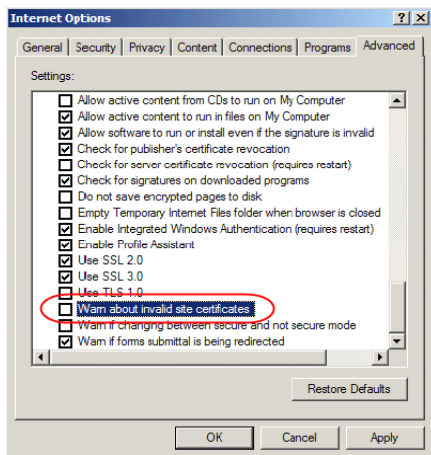 Internet Options
General Security Privacy Content Connections Programs Advanced
Settings:
Allow active content from CDs to run on My Computer
Allow active content to run in files on My Computer
Allow software to run or install even if the signature is invalid
Check for publisher's certificate revocation
Check for server certificate revocation (requires restart)
Check for signatures on downloaded programs
Do not save encrypted pages to disk
Empty Temporary Internet Files folder when browser is closed
Enable Integrated Windows Authentication (requires restart)
Enable Profile Assistant
Use SSL 2.0
Use SSL 3.0
Use TLS 1.0
Warn about invalid site certificates
Warn if changing between secure and not secure mode
Warn if forms submittal is being redirected
Restore Defaults
OK Cancel Apply